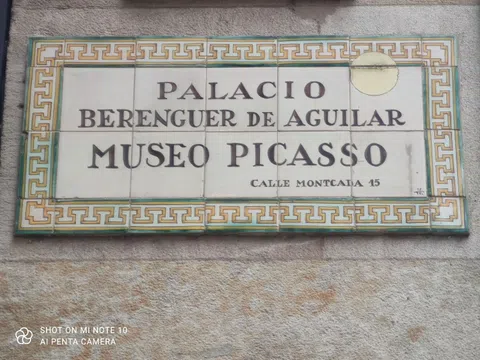 PALACIO
BERENGUER DE AGUILAR
MUSEO PICASSO
CALLE MONTCADA 15
SHOT ON MI NOTE 10
AI PENTA CAMERA